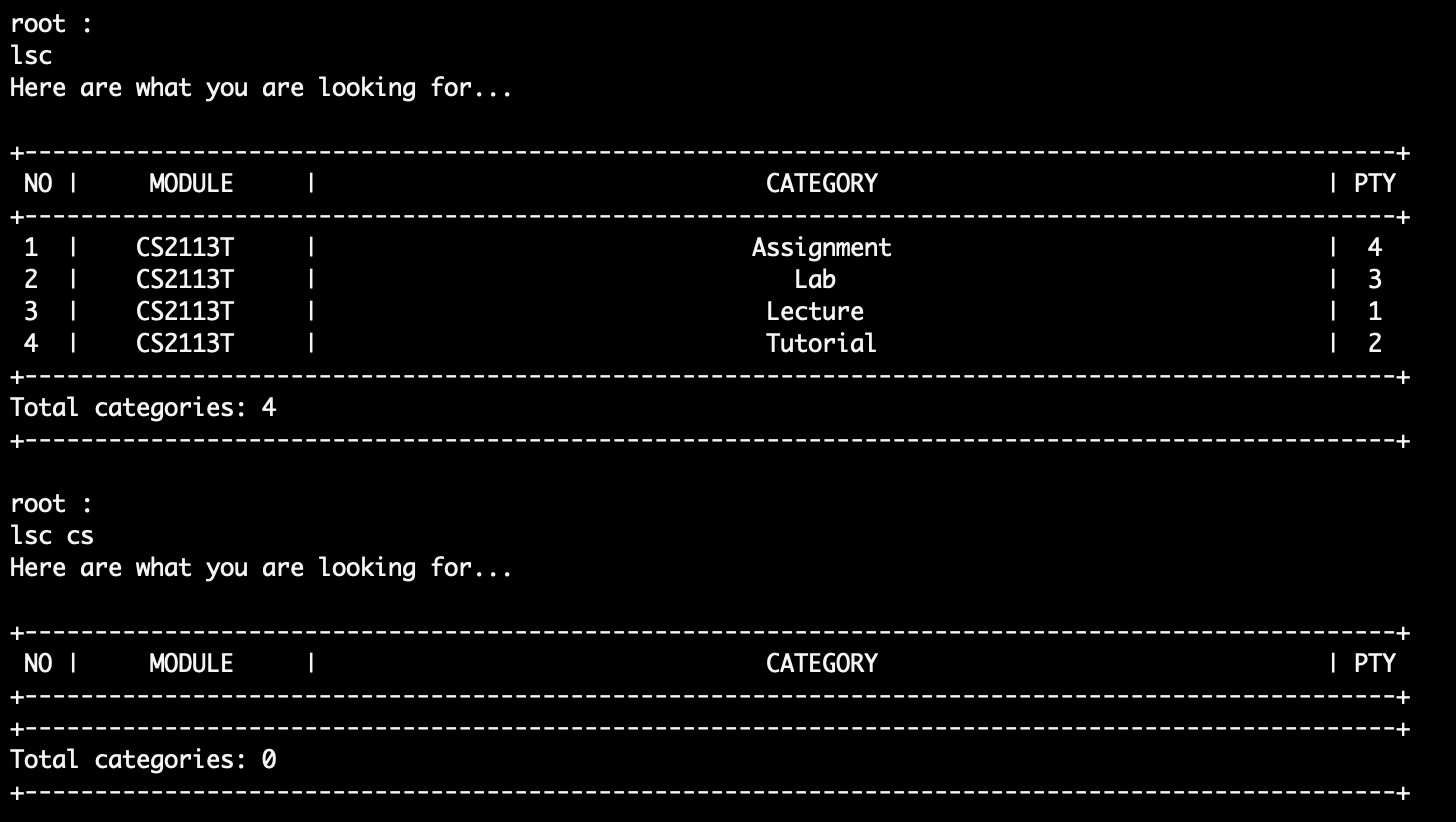 root :
lsc
Here are what you are looking for...
+--------------------------------------------------------------------------------------------------+
 NO |     MODULE     |                                CATEGORY                                | PTY
+--------------------------------------------------------------------------------------------------+
 1  |    CS2113T     |                               Assignment                               |  4
 2  |    CS2113T     |                                  Lab                                   |  3
 3  |    CS2113T     |                                Lecture                                 |  1
 4  |    CS2113T     |                                Tutorial                                |  2
+--------------------------------------------------------------------------------------------------+
Total categories: 4
+--------------------------------------------------------------------------------------------------+
root :
lsc cs
Here are what you are looking for...
+--------------------------------------------------------------------------------------------------+
 NO |     MODULE     |                                CATEGORY                                | PTY
+--------------------------------------------------------------------------------------------------+
+--------------------------------------------------------------------------------------------------+
Total categories: 0
+--------------------------------------------------------------------------------------------------+